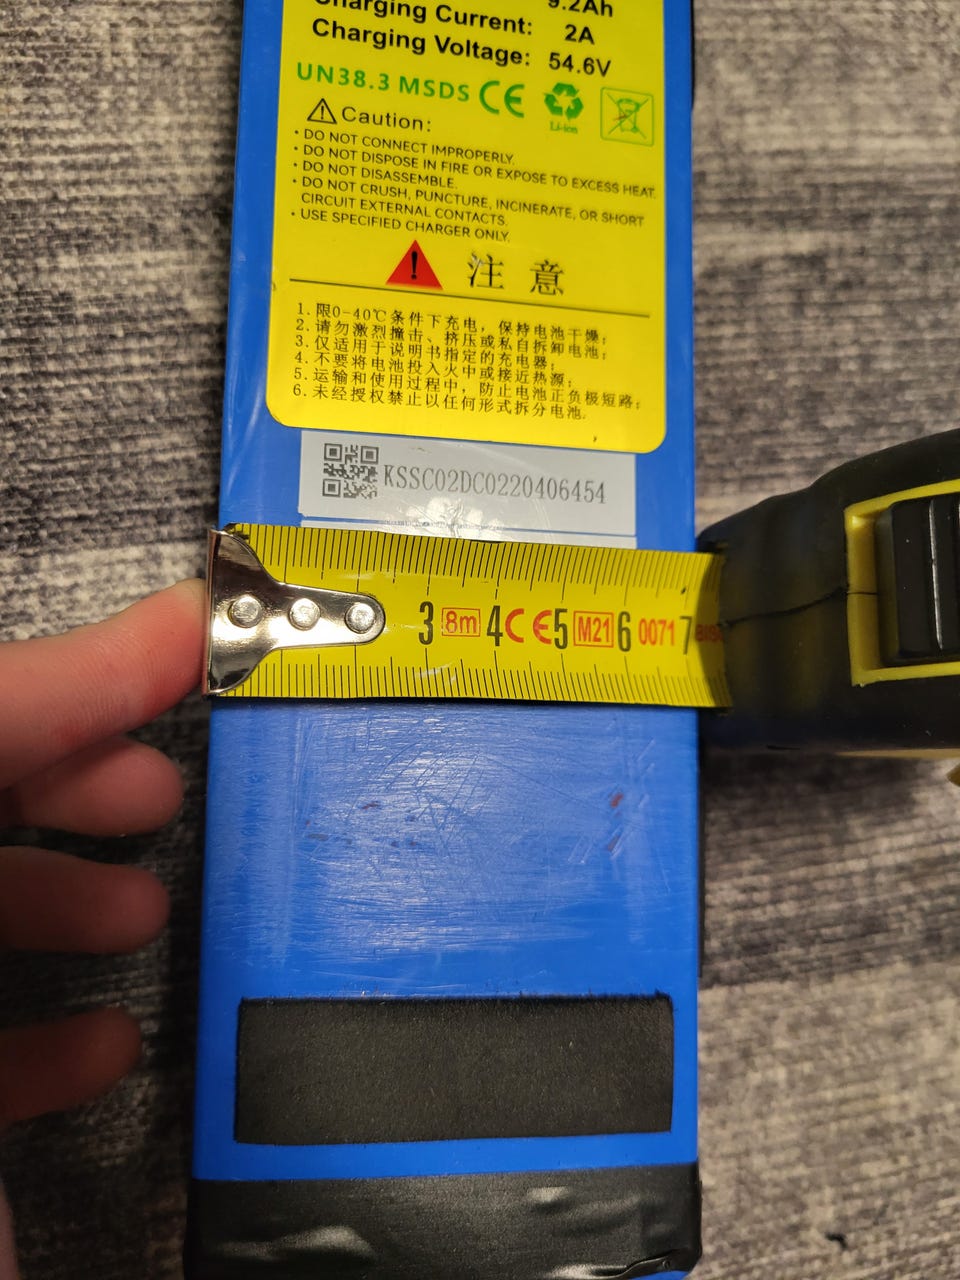 9.2Ah
Charging Current: 2A
Charging Voltage: 54.6V
UN38.3 MSDS CE
Li-ion
Caution:
• DO NOT CONNECT IMPROPERLY.
• DO NOT DISPOSE IN FIRE OR EXPOSE TO EXCESS HEAT.
• DO NOT DISASSEMBLE.
• DO NOT CRUSH, PUNCTURE, INCINERATE, OR SHORT
CIRCUIT EXTERNAL CONTACTS.
• USE SPECIFIED CHARGER ONLY.
注 意
1. 限0-40℃条件下充电，保持电池干燥；
2. 请勿激烈撞击、挤压或私自拆卸电池；
3. 仅适用于说明书指定的充电器；
4. 不要将电池投入火中或接近热源；
5. 运输和使用过程中，防止电池正负极短路；
6. 未经授权禁止以任何形式拆分电池.
KSSC02DC0220406454
3 8m 4 CE 5 M21 6 0071 7